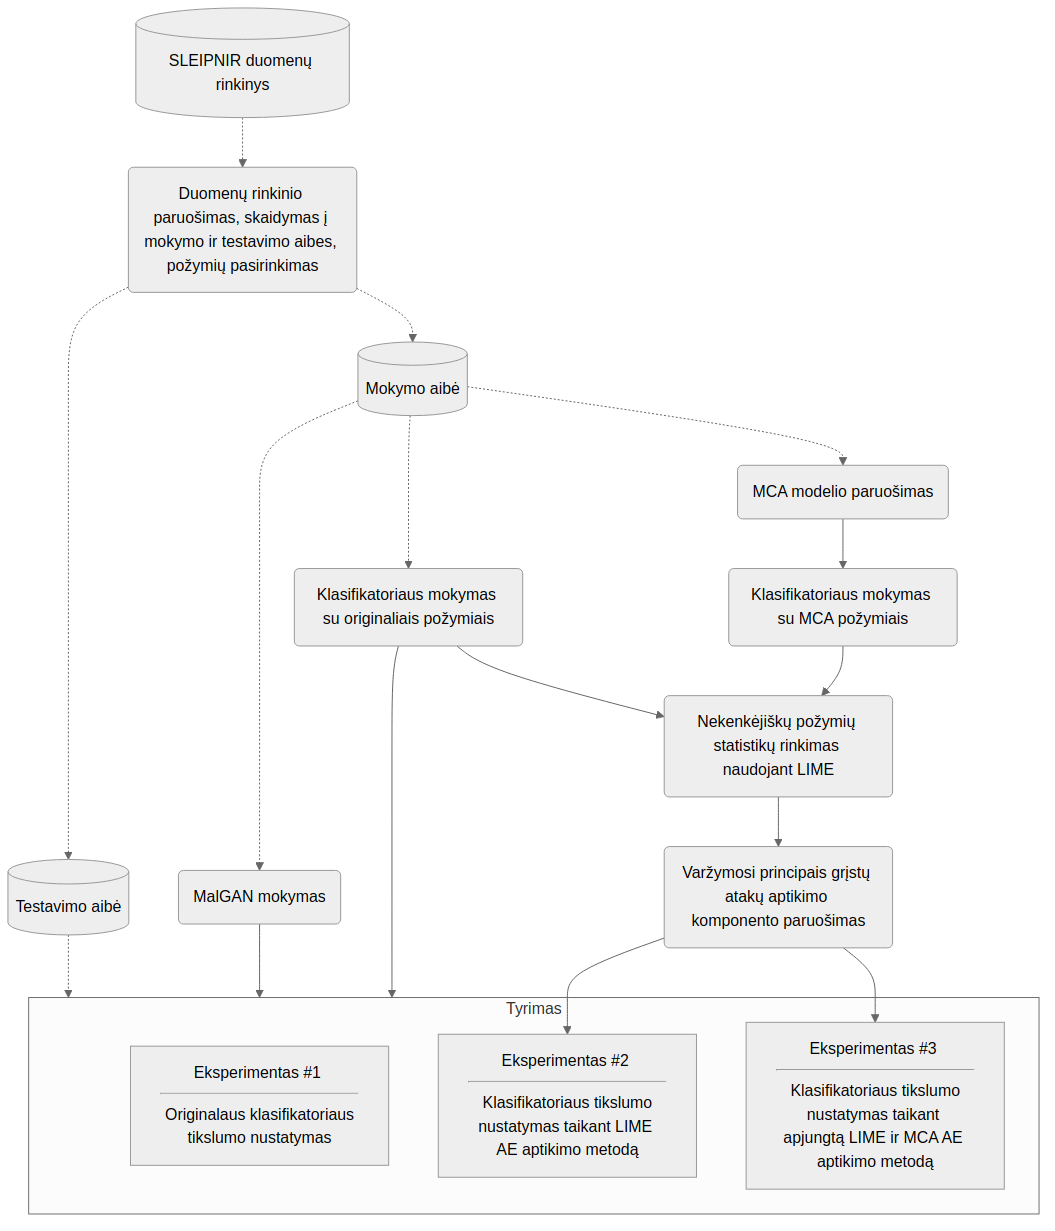 SLEIPNIR duomenų
rinkinys
Duomenų rinkinio
paruošimas, skaidymas į
mokymo ir testavimo aibes,
požymių pasirinkimas
Mokymo aibė
MCA modelio paruošimas
Klasifikatoriaus mokymas
su originaliais požymiais
Klasifikatoriaus mokymas
su MCA požymiais
Nekenkėjiškų požymių
statistikų rinkimas
naudojant LIME
Varžymosi principais grįstų
atakų aptikimo
komponento paruošimas
Testavimo aibė
MalGAN mokymas
Tyrimas
Eksperimentas #1
Originalaus klasifikatoriaus
tikslumo nustatymas
Eksperimentas #2
Klasifikatoriaus tikslumo
nustatymas taikant LIME
AE aptikimo metodą
Eksperimentas #3
Klasifikatoriaus tikslumo
nustatymas taikant
apjungtą LIME ir MCA AE
aptikimo metodą